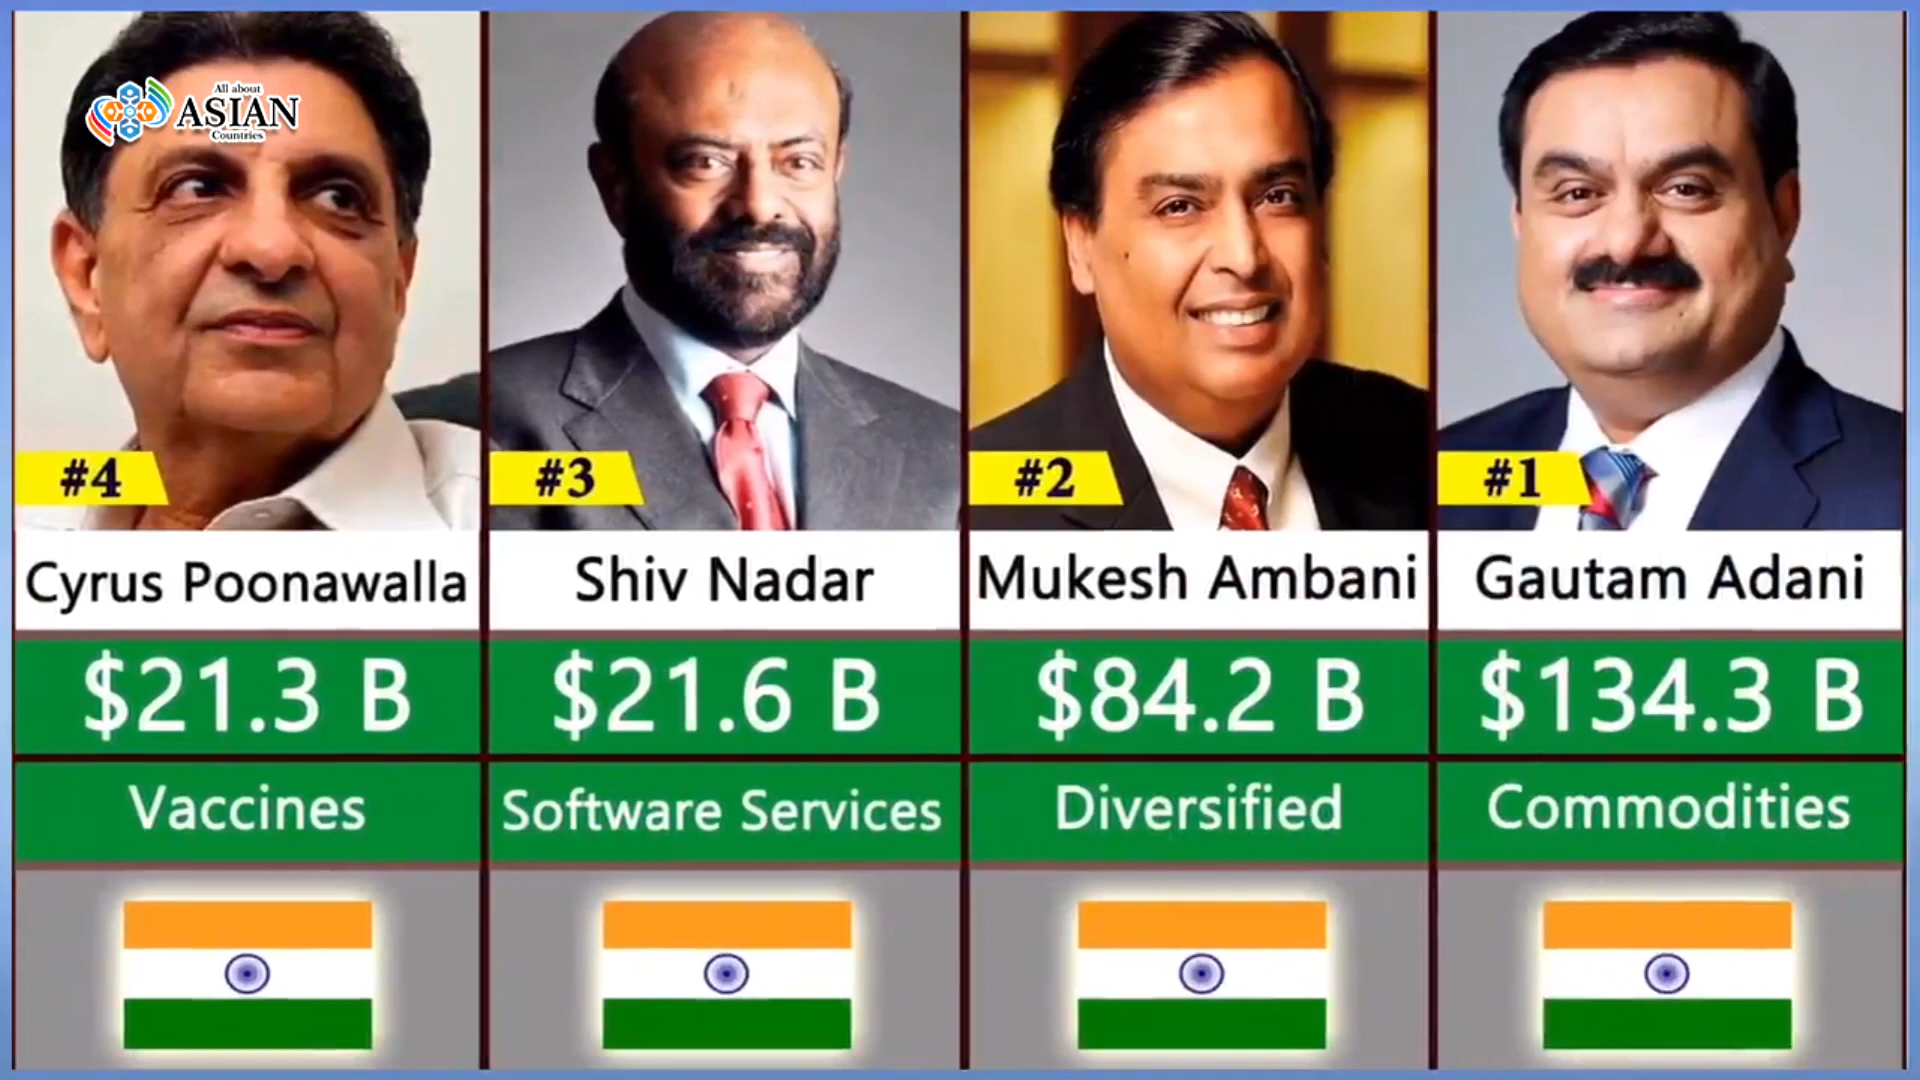 All about
ASIAN
Countries
#4
#3
#2
#1
Cyrus Poonawalla
Shiv Nadar
Mukesh Ambani
Gautam Adani
$21.3 B
$21.6 B
$84.2 B
$134.3 B
Vaccines
Software Services
Diversified
Commodities